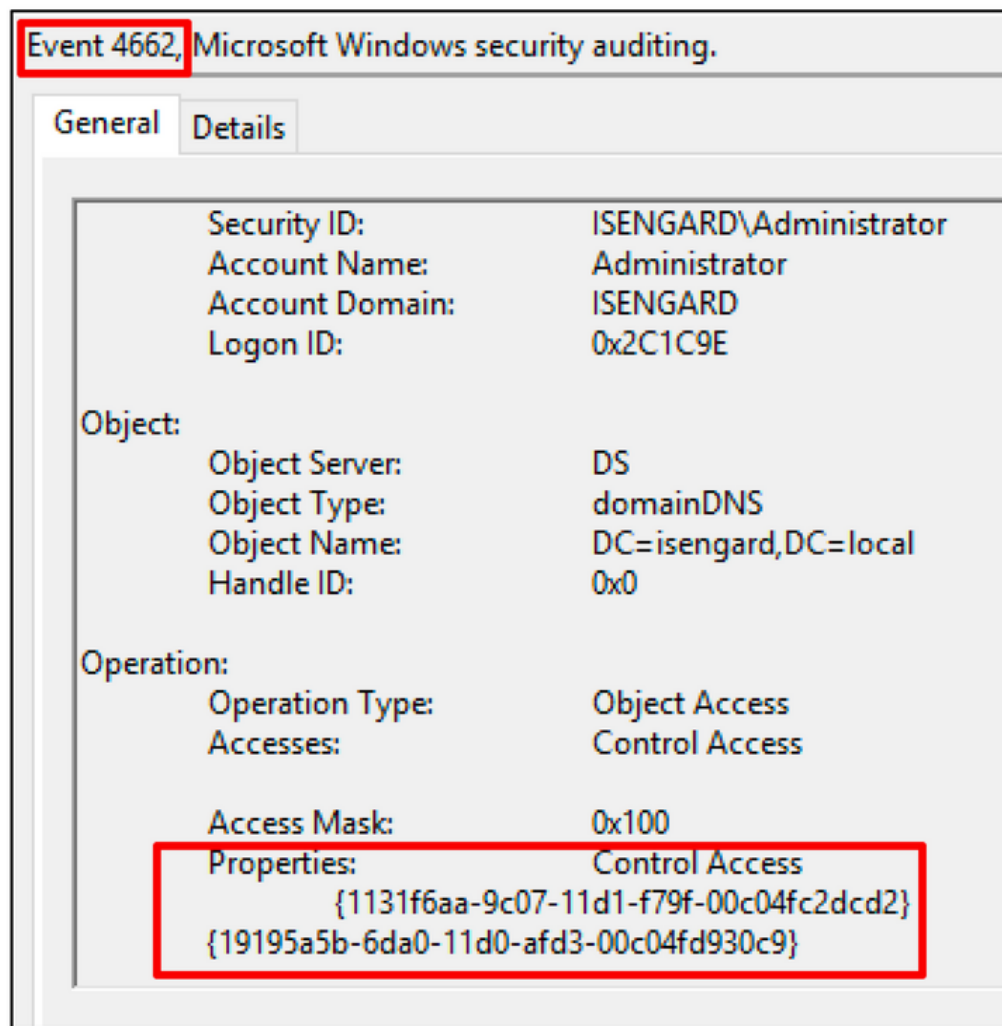 Event 4662, Microsoft Windows security auditing.
General Details
Security ID: ISENGARD\Administrator
Account Name: Administrator
Account Domain: ISENGARD
Logon ID: 0x2C1C9E
Object:
Object Server: DS
Object Type: domainDNS
Object Name: DC=isengard,DC=local
Handle ID: 0x0
Operation:
Operation Type: Object Access
Accesses: Control Access
Access Mask: 0x100
Properties: Control Access
{1131f6aa-9c07-11d1-f79f-00c04fc2dcd2}
{19195a5b-6da0-11d0-afd3-00c04fd930c9}